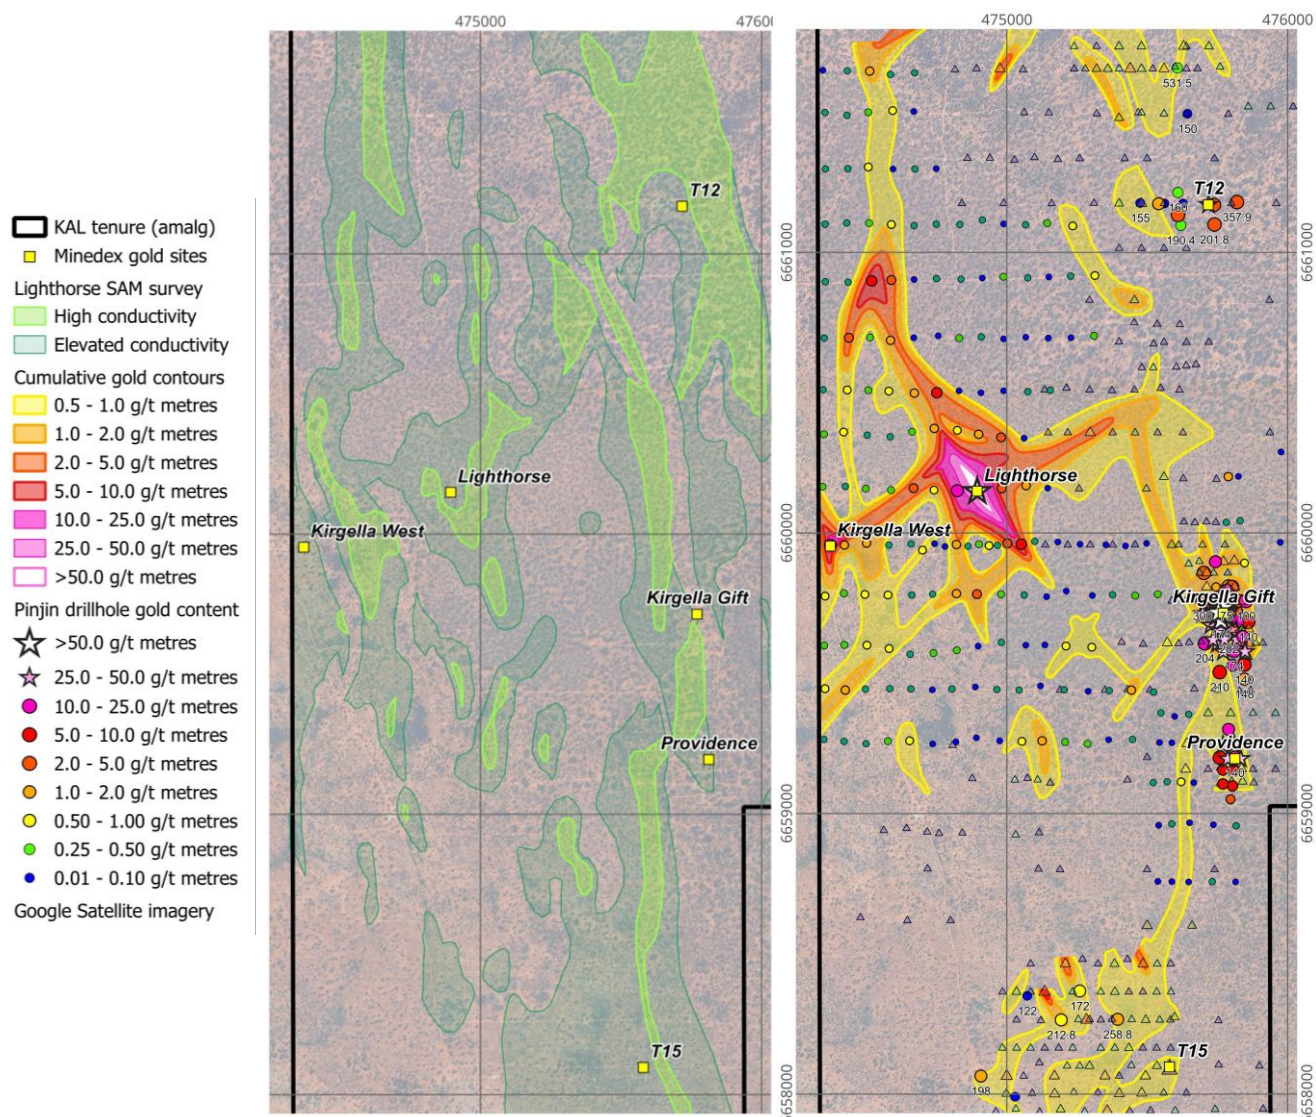 KAL tenure (amalg)
Minedex gold sites
Lighthorse SAM survey
High conductivity
Elevated conductivity
Cumulative gold contours
0.5 - 1.0 g/t metres
1.0 - 2.0 g/t metres
2.0 - 5.0 g/t metres
5.0 - 10.0 g/t metres
10.0 - 25.0 g/t metres
25.0 - 50.0 g/t metres
>50.0 g/t metres
Pinjin drillhole gold content
>50.0 g/t metres
25.0 - 50.0 g/t metres
10.0 - 25.0 g/t metres
5.0 - 10.0 g/t metres
2.0 - 5.0 g/t metres
1.0 - 2.0 g/t metres
0.50 - 1.00 g/t metres
0.25 - 0.50 g/t metres
0.01 - 0.10 g/t metres
Google Satellite imagery
475000
T12
Lighthorse
Kirgella West
Kirgella Gift
Providence
T15
6661000
6660000
6659000
6658000
475000
476000
531.5
150
T12
155
160
357.9
190.4
201.8
Lighthorse
Kirgella West
Kirgella Gift
204
210
140
148
Providence
140
122
172
212.8
258.8
T15
198
6661000
6660000
6659000
6658000